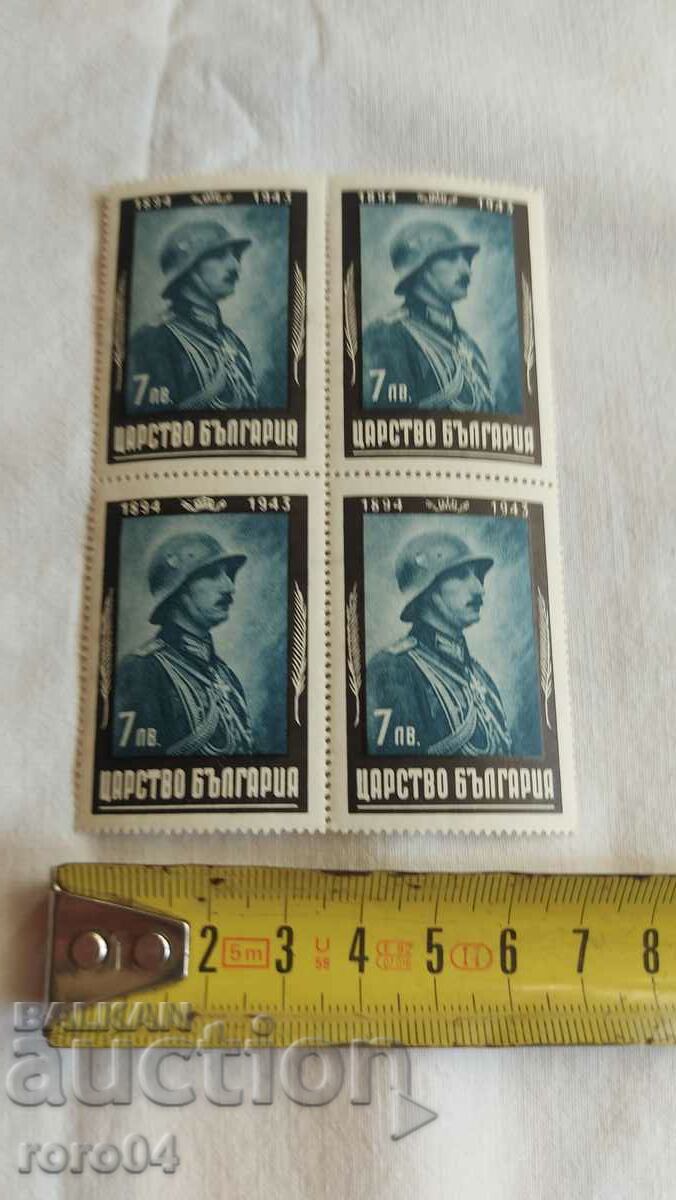 1894 1943
7 лв.
ЦАРСТВО БЪЛГАРИЯ
1894 1943
7 лв.
ЦАРСТВО БЪЛГАРИЯ
1894 1943
7 лв.
ЦАРСТВО БЪЛГАРИЯ
1894 1943
7 лв.
ЦАРСТВО БЪЛГАРИЯ
2 5m 3 4 5 II 6 7 8
BALKAN
auction
roro04